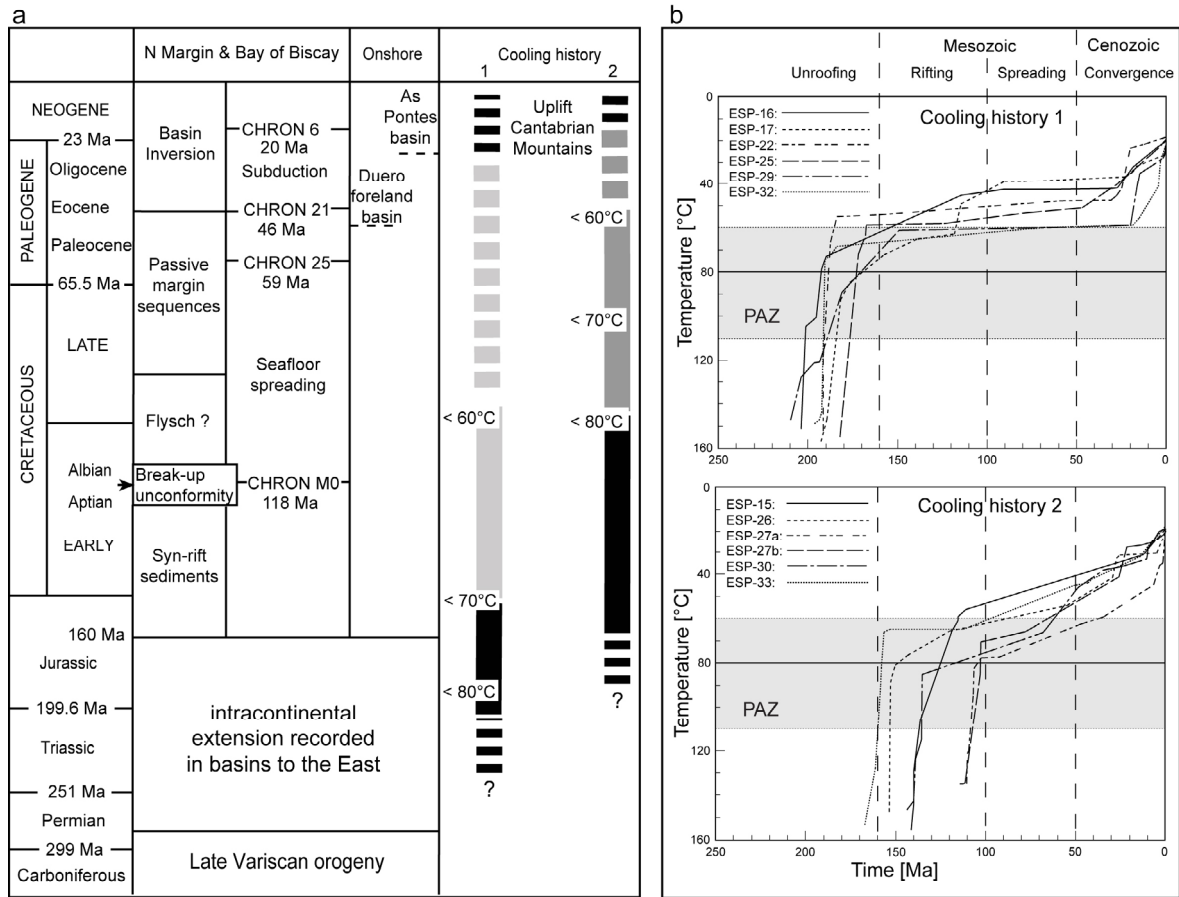 a
N Margin & Bay of Biscay
Onshore
Cooling history
1
2
NEOGENE
23 Ma
PALEOGENE
Oligocene
Eocene
Paleocene
65.5 Ma
CRETACEOUS
LATE
Albian
Aptian
EARLY
160 Ma
Jurassic
199.6 Ma
Triassic
251 Ma
Permian
299 Ma
Carboniferous
Basin
Inversion
Passive
margin
sequences
Flysch ?
Break-up
unconformity
Syn-rift
sediments
CHRON 6
20 Ma
Subduction
CHRON 21
46 Ma
CHRON 25
59 Ma
Seafloor
spreading
CHRON M0
118 Ma
intracontinental
extension recorded
in basins to the East
Late Variscan orogeny
As
Pontes
basin
Duero
foreland
basin
Uplift
Cantabrian
Mountains
< 60°C
< 70°C
< 80°C
?
< 60°C
< 70°C
< 80°C
?
b
Mesozoic
Cenozoic
Unroofing
Rifting
Spreading
Convergence
Cooling history 1
ESP-16:
ESP-17:
ESP-22:
ESP-25:
ESP-29:
ESP-32:
PAZ
Temperature [°C]
0
40
80
120
160
250
200
150
100
50
0
Cooling history 2
ESP-15:
ESP-26:
ESP-27a:
ESP-27b:
ESP-30:
ESP-33:
PAZ
Temperature [°C]
0
40
80
120
160
250
200
150
100
50
0
Time [Ma]